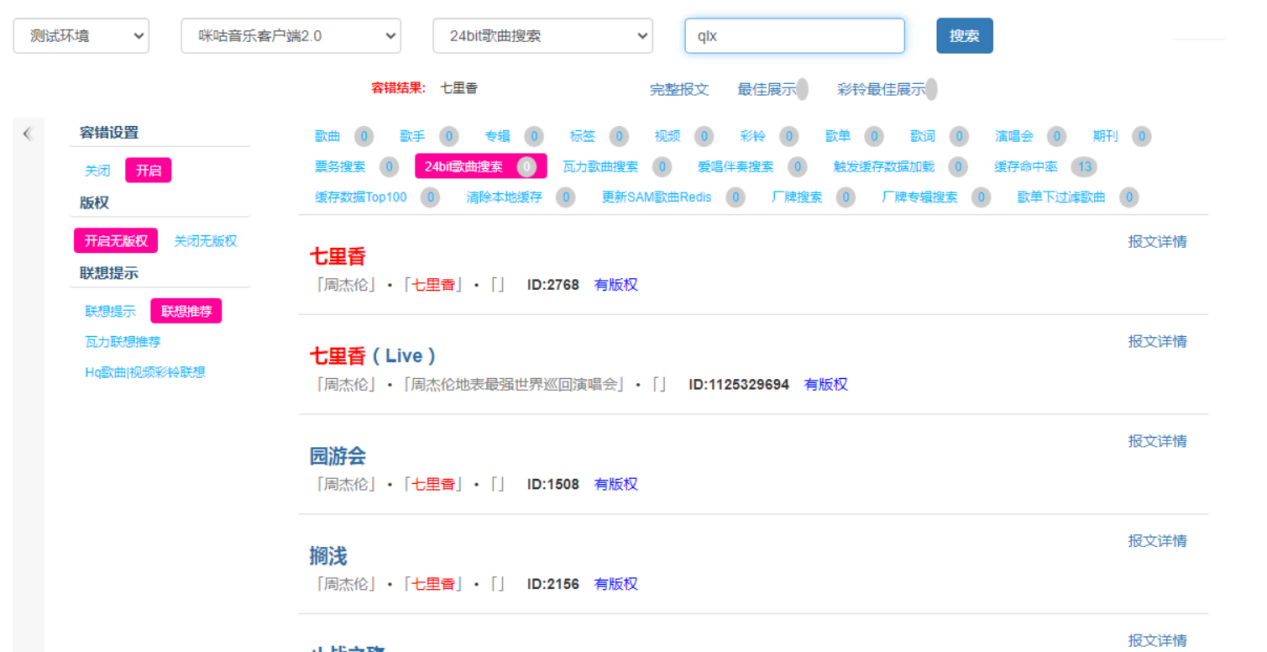 测试环境 咪咕音乐客户端2.0 24bit歌曲搜索 qlx 搜索
容错结果: 七里香 完整报文 最佳展示 彩铃最佳展示
容错设置
关闭 开启
版权
开启无版权 关闭无版权
联想提示
联想提示 联想推荐
瓦力联想推荐
Hq歌曲|视频彩铃联想
歌曲 0 歌手 0 专辑 0 标签 0 视频 0 彩铃 0 歌单 0 歌词 0 演唱会 0 期刊 0
票务搜索 0 24bit歌曲搜索 0 瓦力歌曲搜索 0 爱唱伴奏搜索 0 触发缓存数据加载 0 缓存命中率 13
缓存数据Top100 0 清除本地缓存 0 更新SAM歌曲Redis 0 厂牌搜索 0 厂牌专辑搜索 0 歌单下过滤歌曲 0
七里香 报文详情
「周杰伦」·「七里香」·「」 ID:2768 有版权
七里香 ( Live ) 报文详情
「周杰伦」·「周杰伦地表最强世界巡回演唱会」·「」 ID:1125329694 有版权
园游会 报文详情
「周杰伦」·「七里香」·「」 ID:1508 有版权
搁浅 报文详情
「周杰伦」·「七里香」·「」 ID:2156 有版权
报文详情